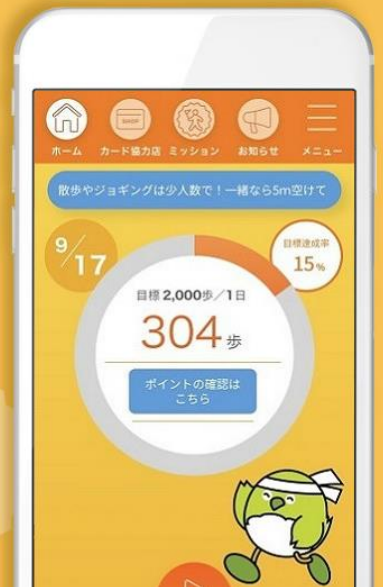 ホーム
SHOP
カード協力店
ミッション
お知らせ
メニュー
散歩やジョギングは少人数で！一緒なら5m空けて
9/17
目標達成率
15%
目標 2,000歩／1日
304歩
ポイントの確認は
こちら